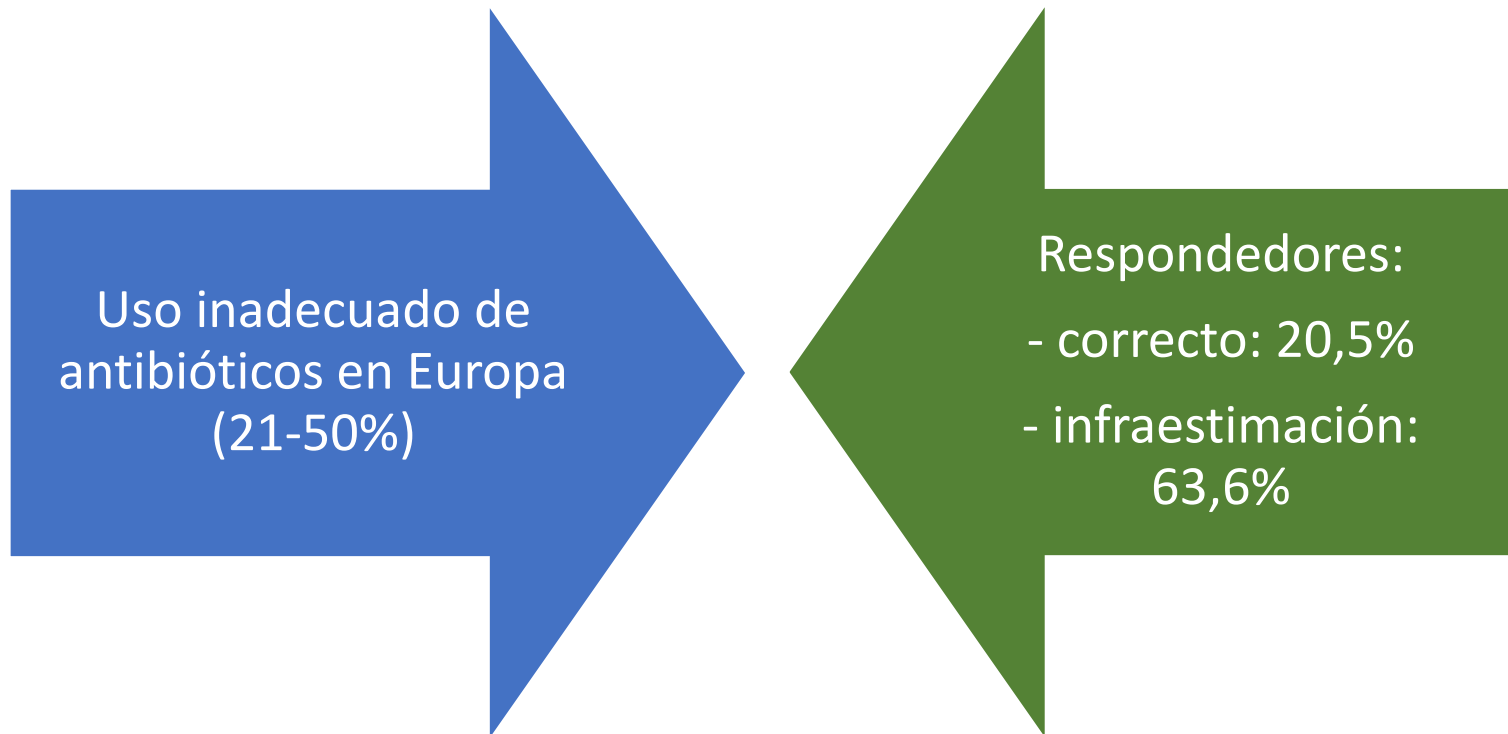 Uso inadecuado de
antibióticos en Europa
(21-50%)
Respondedores:
- correcto: 20,5%
- infraestimación:
63,6%